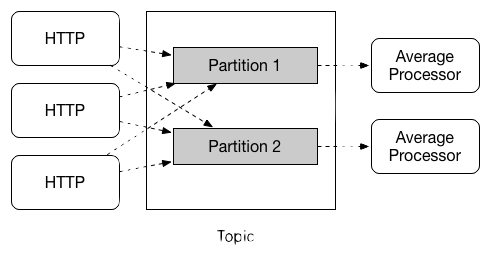 HTTP
HTTP
HTTP
Partition 1
Partition 2
Average
Processor
Average
Processor
Topic